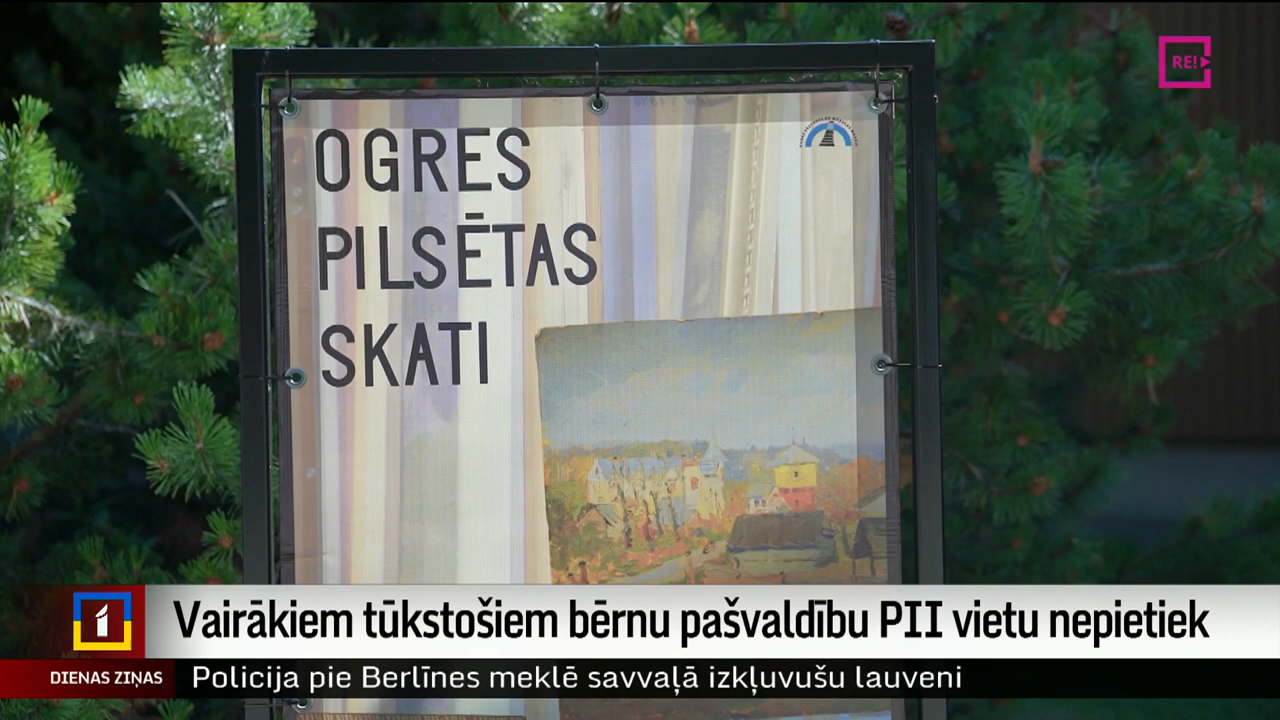 RE!
OGRES
PILSĒTAS
SKATI
1
Vairākiem tūkstošiem bērnu pašvaldību PII vietu nepietiek
DIENAS ZIŅAS
Policija pie Berlīnes meklē savvaļā izkļuvušu lauveni